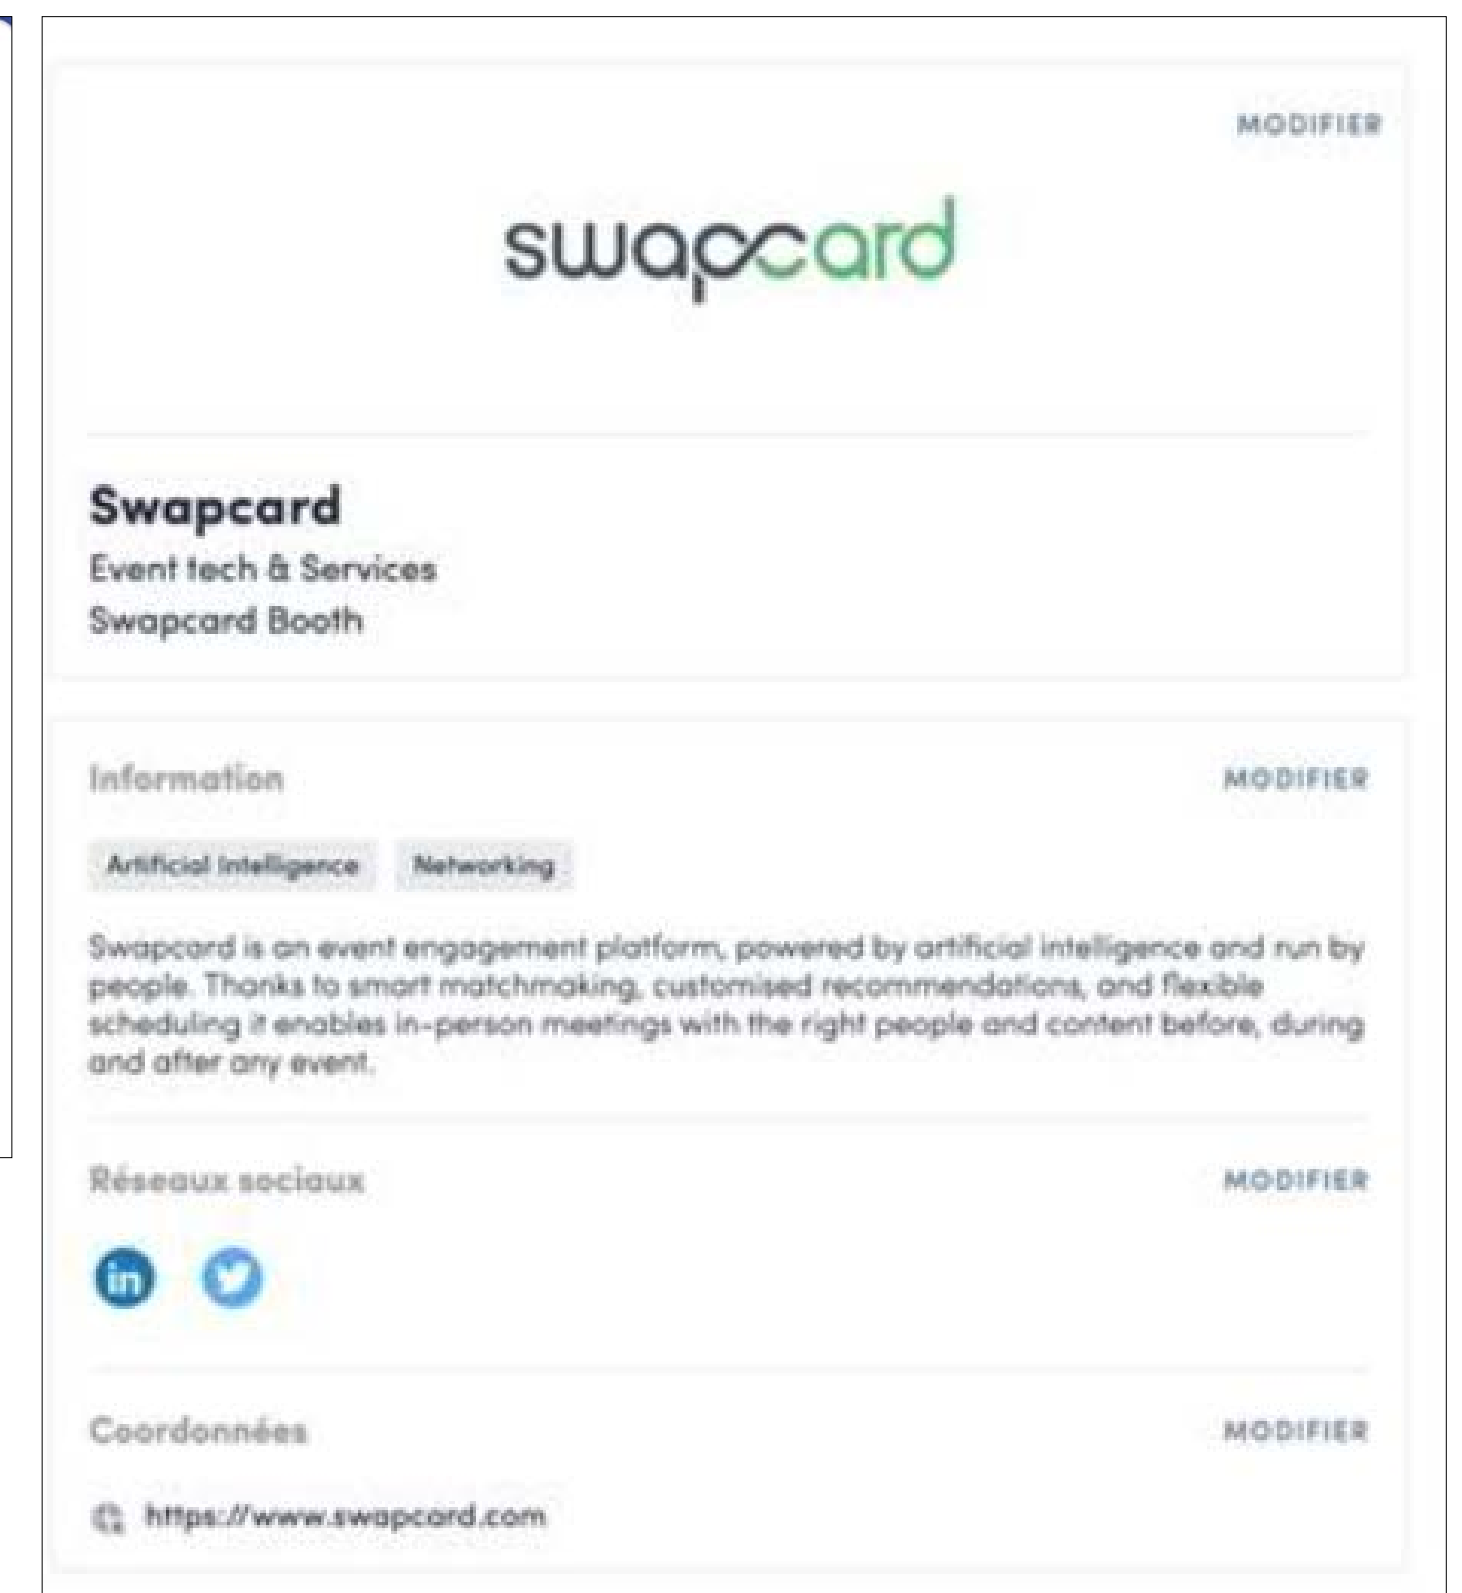 MODIFIER
swapcard
Swapcard
Event tech & Services
Swapcard Booth
Information
MODIFIER
Artificial Intelligence
Networking
Swapcard is an event engagement platform, powered by artificial intelligence and run by
people. Thanks to smart matchmaking, customised recommendations, and flexible
scheduling it enables in-person meetings with the right people and content before, during
and after any event.
Réseaux sociaux
MODIFIER
in
Coordonnées
MODIFIER
https://www.swapcard.com